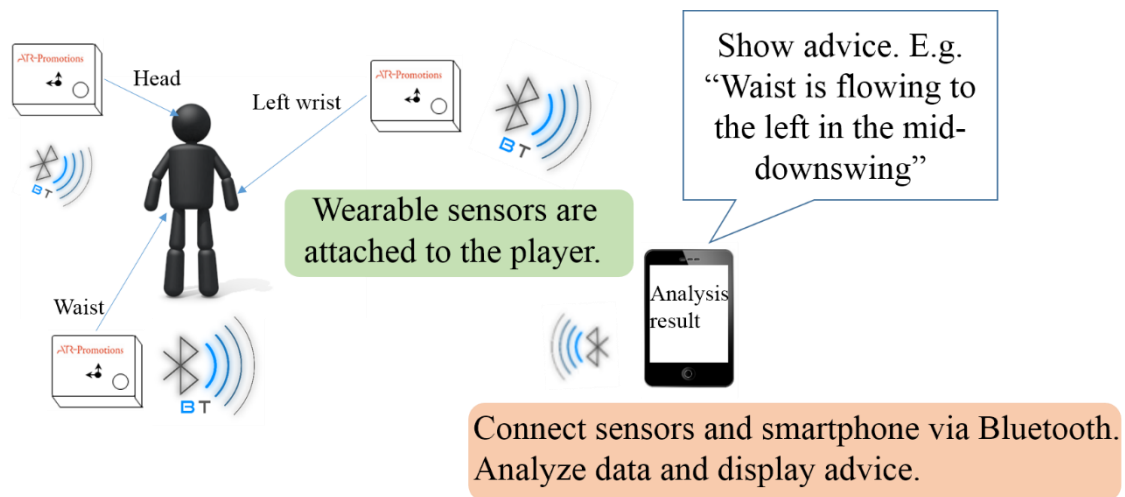 ATR-Promotions
Head
BT
Left wrist
ATR-Promotions
BT
Show advice. E.g.
“Waist is flowing to
the left in the mid-
downswing”
Wearable sensors are
attached to the player.
Waist
ATR-Promotions
BT
Analysis
result
Connect sensors and smartphone via Bluetooth.
Analyze data and display advice.